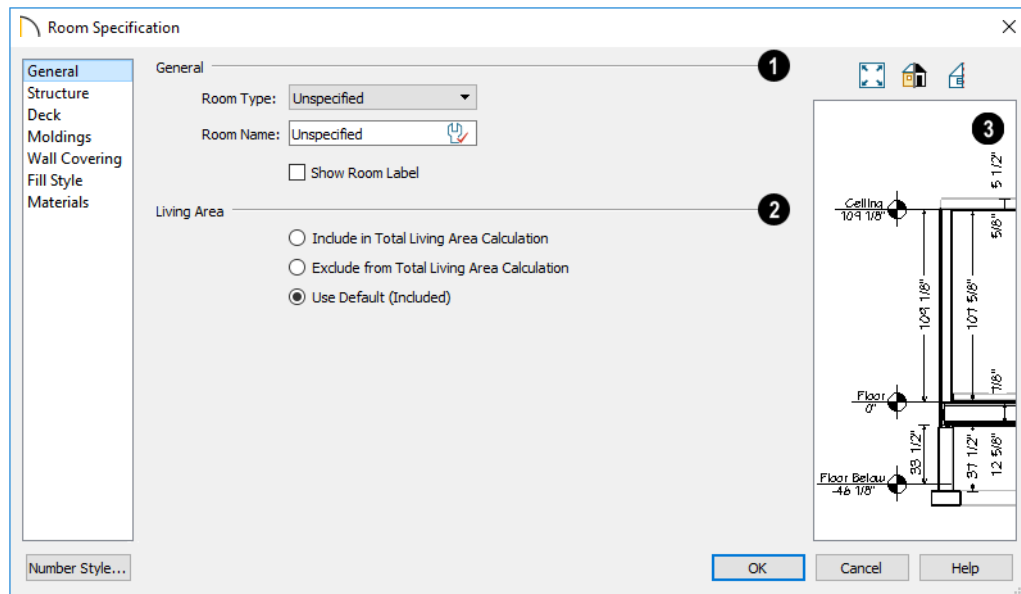 Room Specification
General
Structure
Deck
Moldings
Wall Covering
Fill Style
Materials
General
1
Room Type: Unspecified
Room Name: Unspecified
Show Room Label
Living Area
2
Include in Total Living Area Calculation
Exclude from Total Living Area Calculation
Use Default (Included)
3
5 1/2"
Ceiling
109 1/8"
5/8"
109 1/8"
107 5/8"
7/8"
Floor
0"
33 1/2"
37 1/2"
12 5/8"
Floor Below
-46 1/8"
Number Style...
OK
Cancel
Help